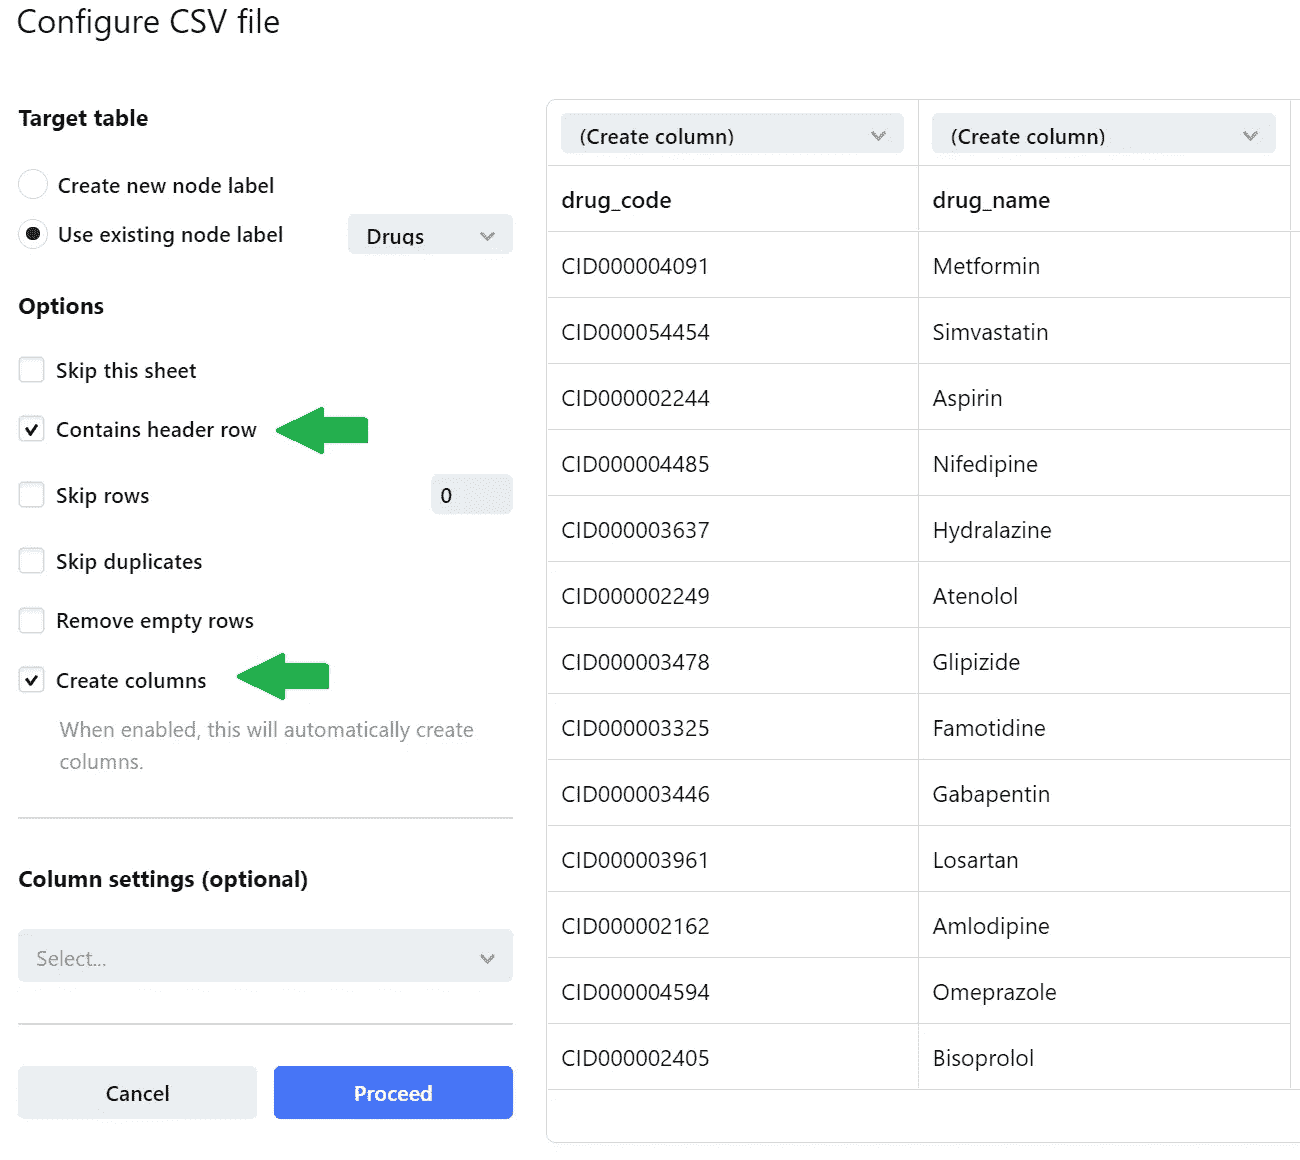 Configure CSV file
Target table
Create new node label
Use existing node label
Drugs
Options
Skip this sheet
Contains header row
Skip rows
0
Skip duplicates
Remove empty rows
Create columns
When enabled, this will automatically create
columns.
Column settings (optional)
Select...
Cancel
Proceed
(Create column) (Create column)
drug_code drug_name
CID000004091 Metformin
CID000054454 Simvastatin
CID000002244 Aspirin
CID000004485 Nifedipine
CID000003637 Hydralazine
CID000002249 Atenolol
CID000003478 Glipizide
CID000003325 Famotidine
CID000003446 Gabapentin
CID000003961 Losartan
CID000002162 Amlodipine
CID000004594 Omeprazole
CID000002405 Bisoprolol